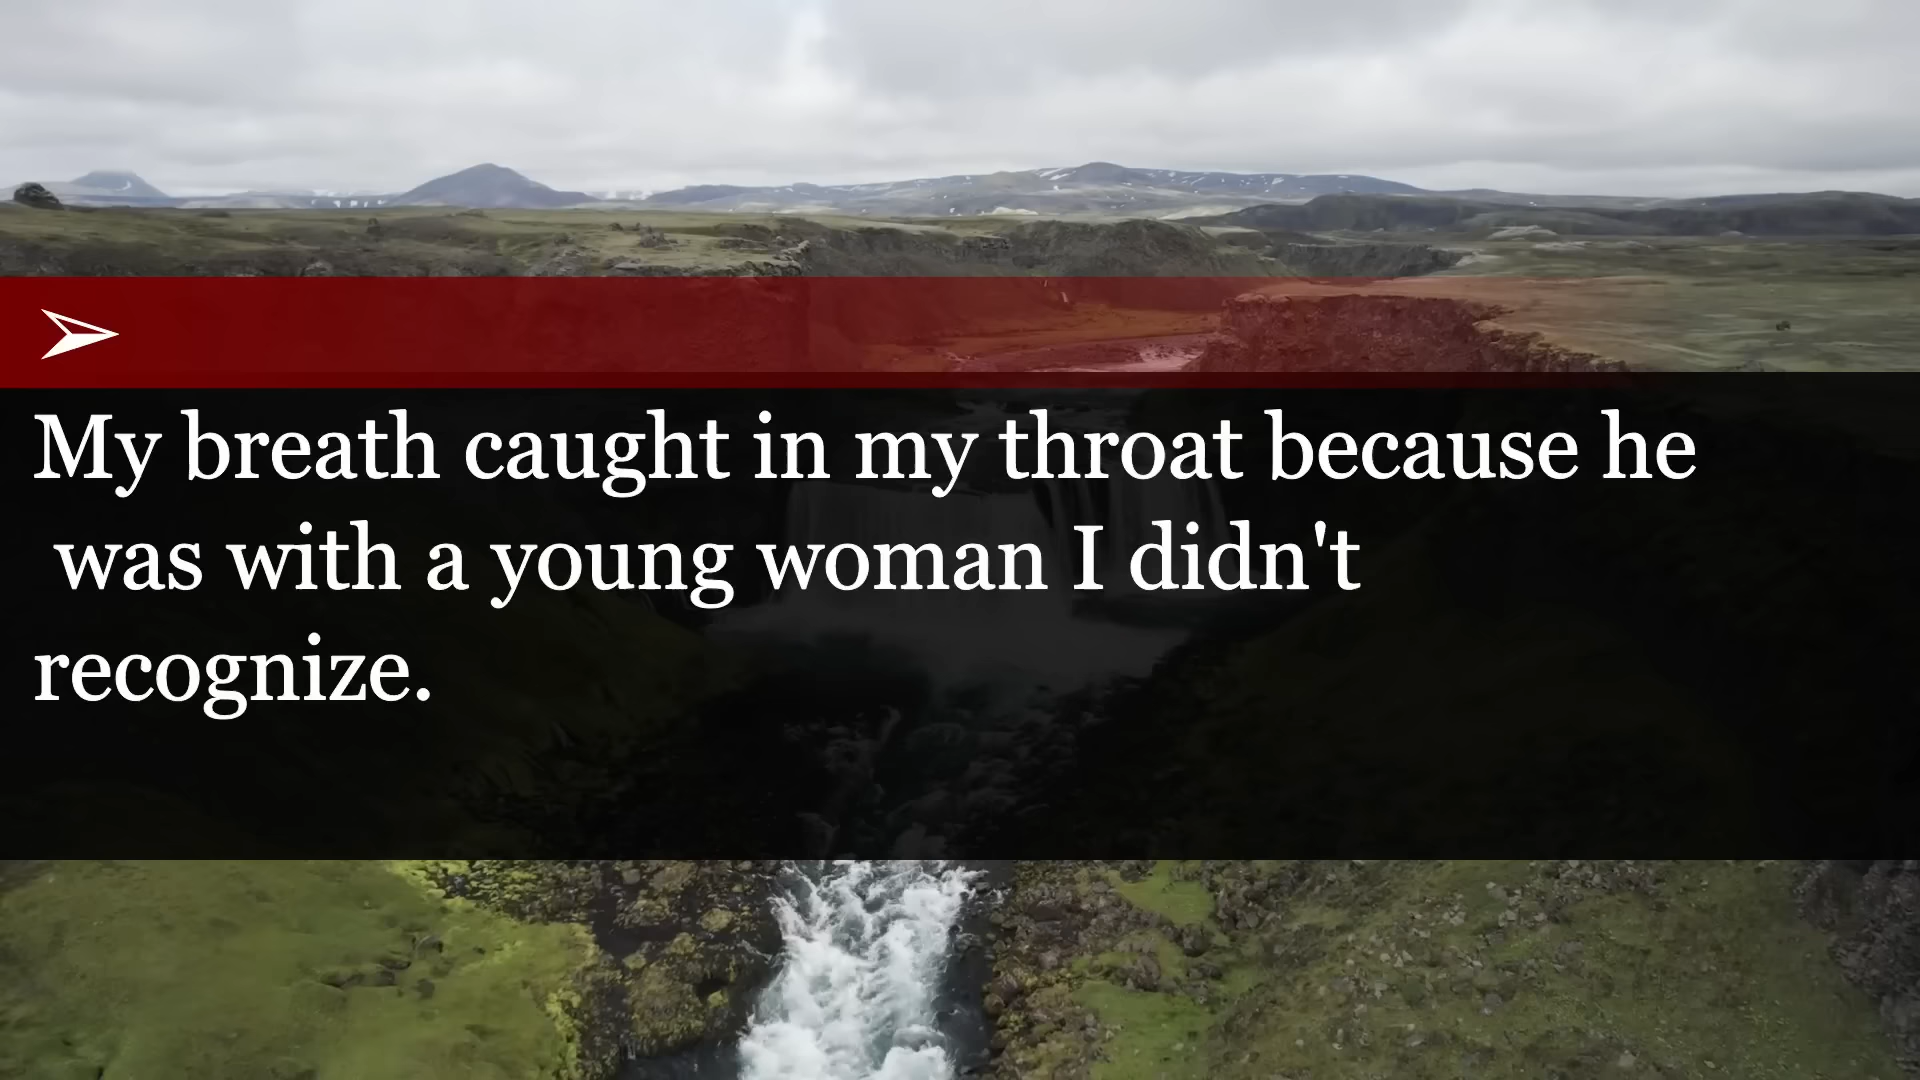 My breath caught in my throat because he
was with a young woman I didn't
recognize.